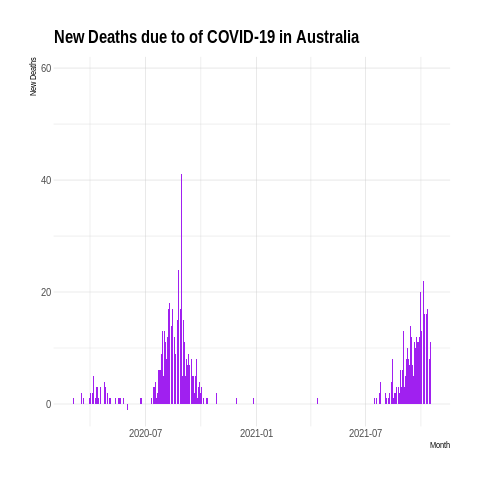 New Deaths due to of COVID-19 in Australia
New Deaths
60
40
20
0
2020-07
2021-01
2021-07
Month